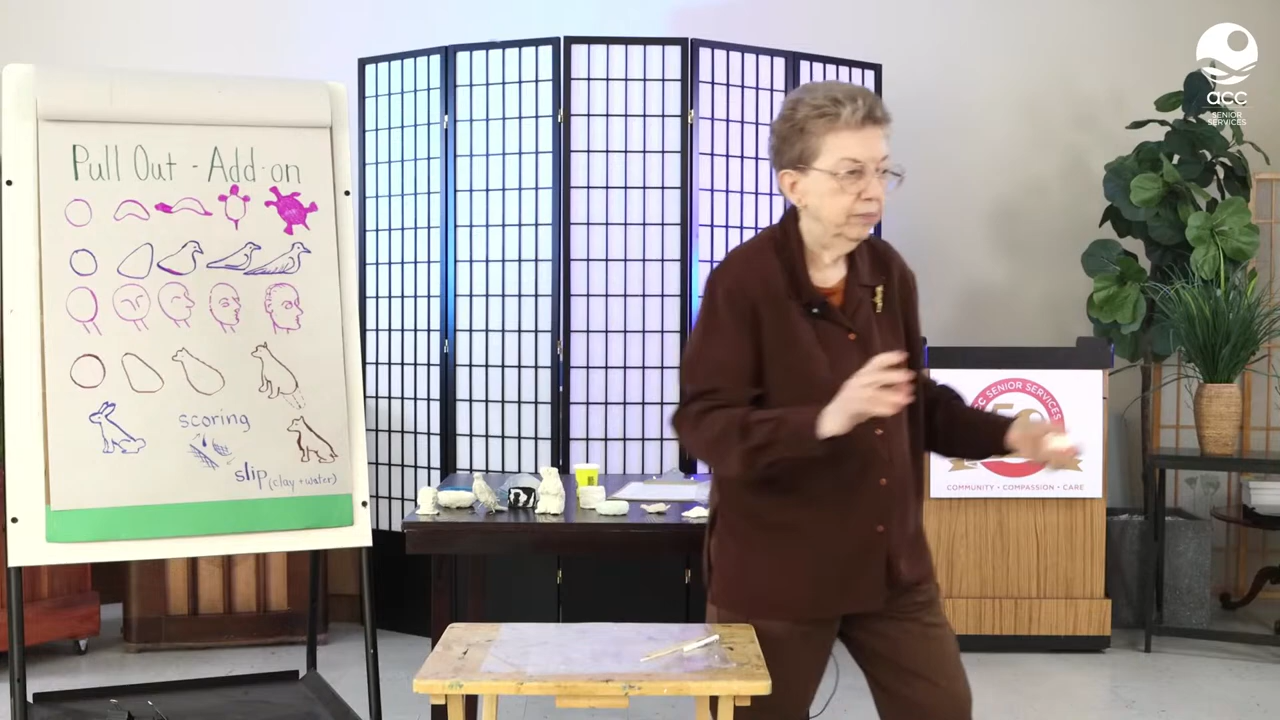 Pull Out - Add-on
scoring
slip (clay + water)
acc
SENIOR
SERVICES
SENIOR SERVICES
COMMUNITY • COMPASSION • CARE